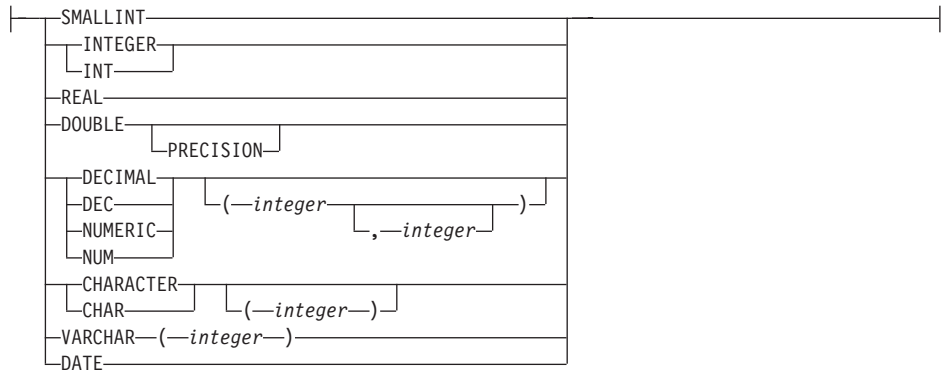 SMALLINT
INTEGER
INT
REAL
DOUBLE
PRECISION
DECIMAL
DEC ( integer )
NUMERIC , integer
NUM
CHARACTER
CHAR ( integer )
VARCHAR ( integer )
DATE